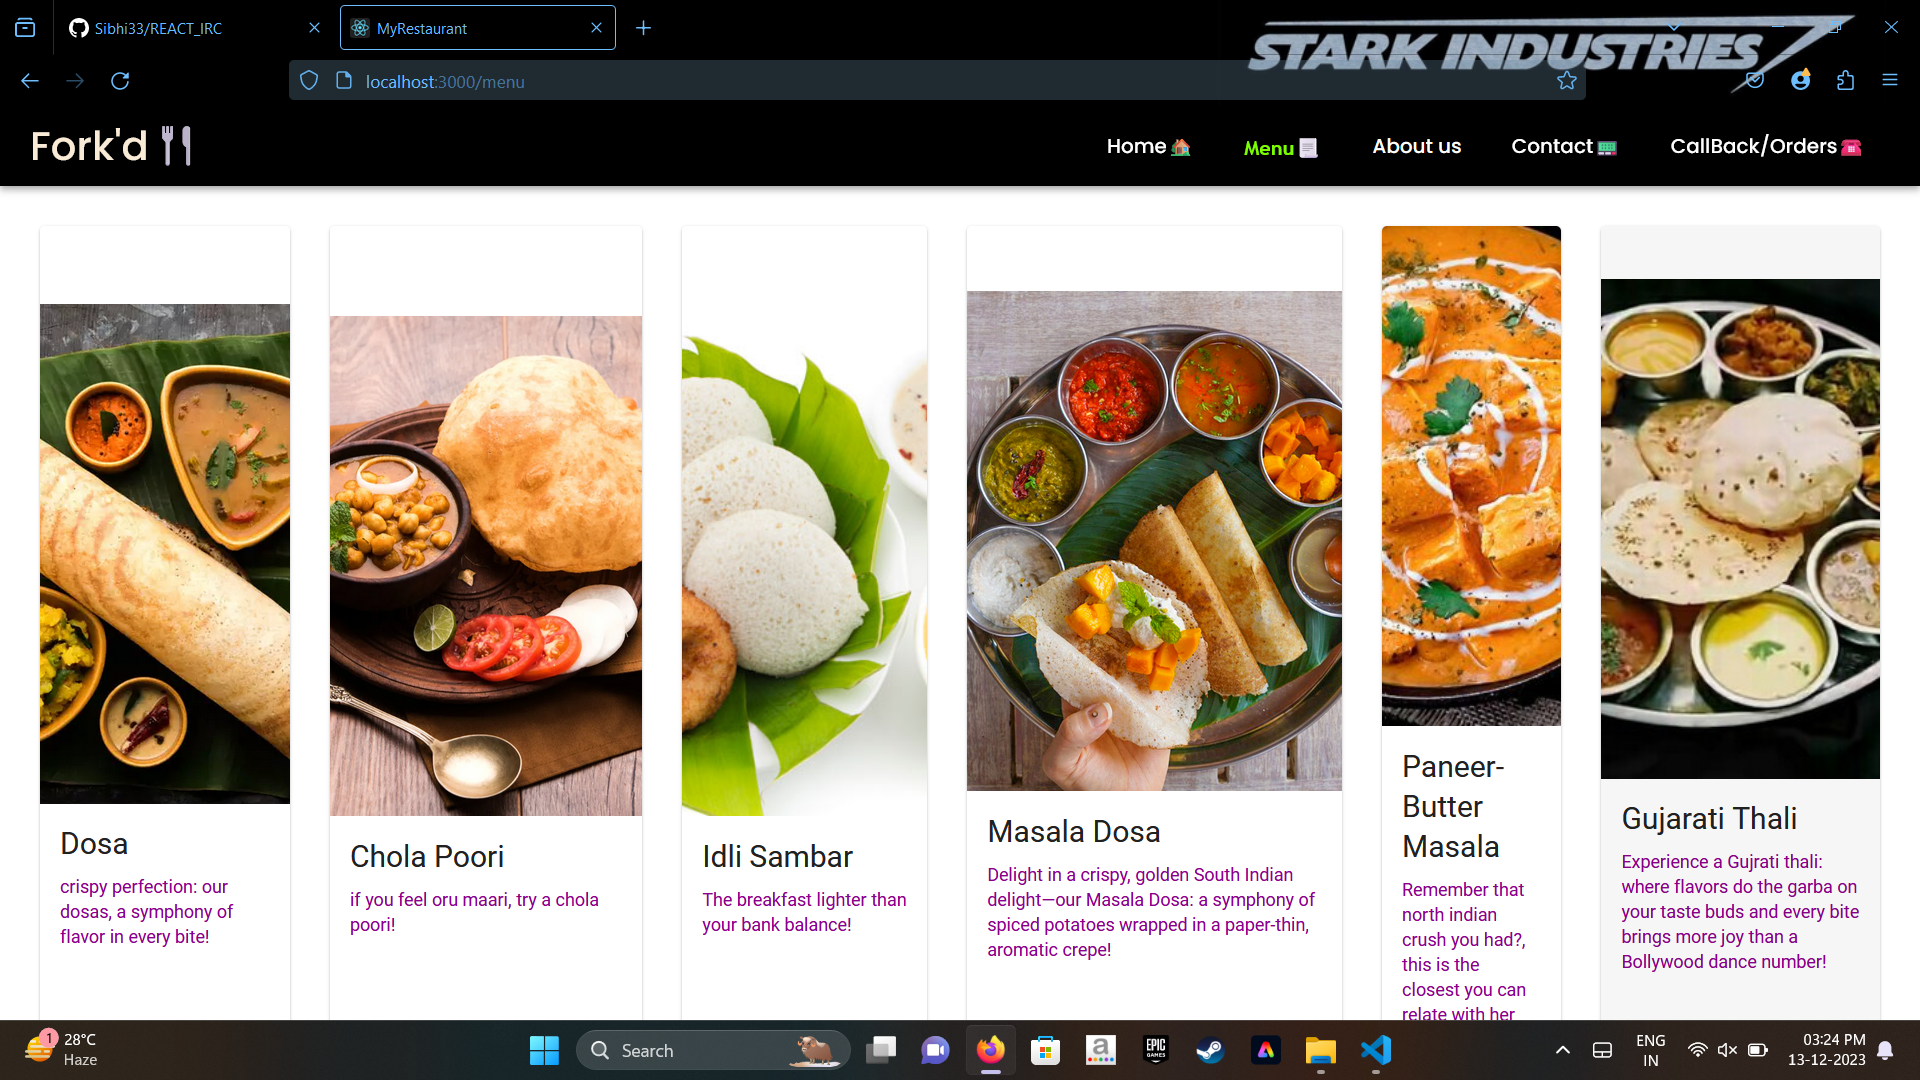 Sibhi33/REACT_IRC
MyRestaurant
STARK INDUSTRIES
localhost:3000/menu
Fork'd
Home
Menu
About us
Contact
CallBack/Orders
Dosa
crispy perfection: our
dosas, a symphony of
flavor in every bite!
Chola Poori
if you feel oru maari, try a chola
poori!
Idli Sambar
The breakfast lighter than
your bank balance!
Masala Dosa
Delight in a crispy, golden South Indian
delight—our Masala Dosa: a symphony of
spiced potatoes wrapped in a paper-thin,
aromatic crepe!
Paneer-
Butter
Masala
Remember that
north indian
crush you had?,
this is the
closest you can
relate with her
Gujarati Thali
Experience a Gujrati thali:
where flavors do the garba on
your taste buds and every bite
brings more joy than a
Bollywood dance number!
1
28°C
Haze
Search
a
EPIC
GAMES
ENG
IN
03:24 PM
13-12-2023